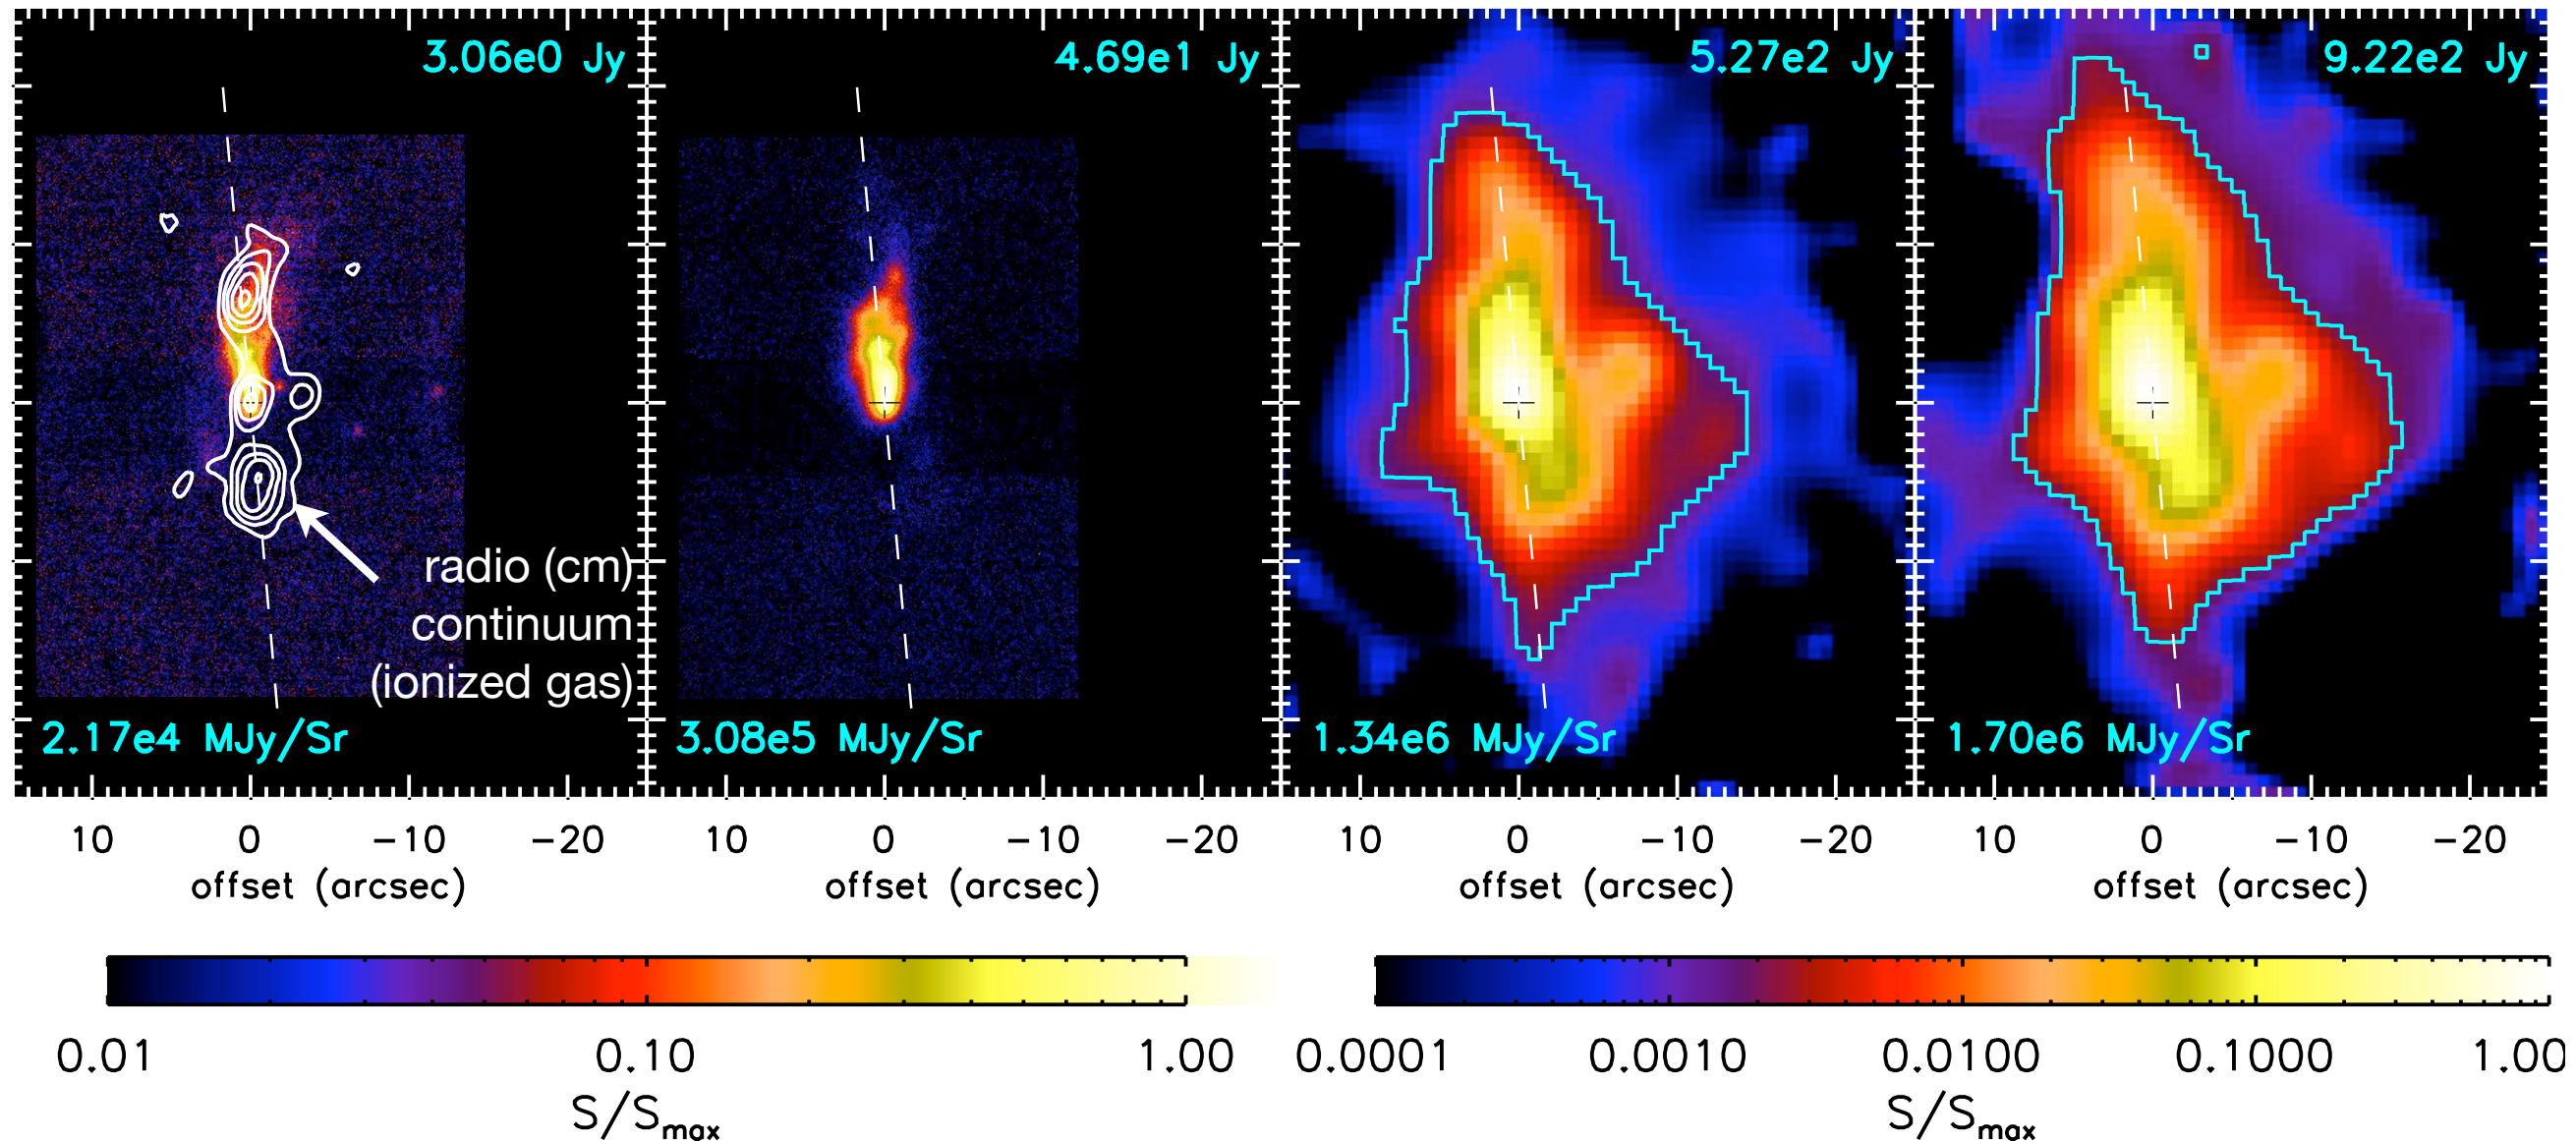 3.06e0 Jy
4.69e1 Jy
5.27e2 Jy
9.22e2 Jy
radio (cm)
continuum
(ionized gas)
2.17e4 MJy/Sr
3.08e5 MJy/Sr
1.34e6 MJy/Sr
1.70e6 MJy/Sr
10 0 −10 −20
10 0 −10 −20
10 0 −10 −20
10 0 −10 −20
offset (arcsec)
offset (arcsec)
offset (arcsec)
offset (arcsec)
0.01 0.10 1.00
0.0001 0.0010 0.0100 0.1000 1.00
S/Smax
S/Smax